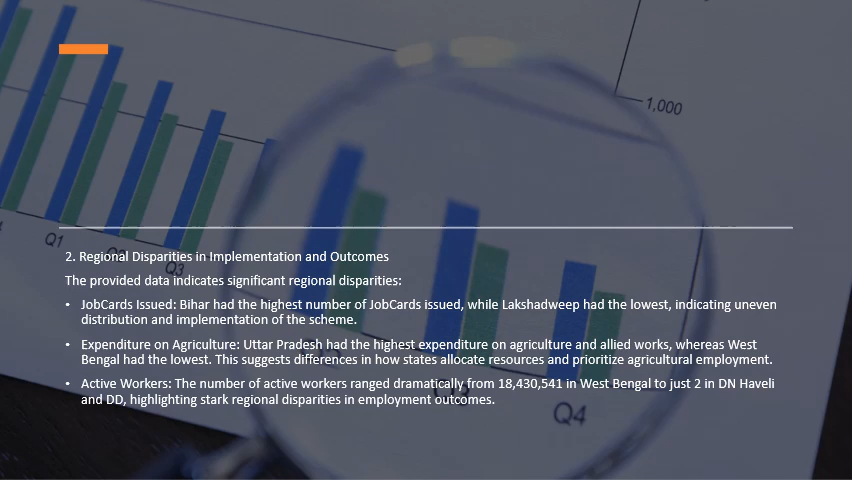 1,000
Q1
Q2
Q3
2. Regional Disparities in Implementation and Outcomes
The provided data indicates significant regional disparities:
• JobCards Issued: Bihar had the highest number of JobCards issued, while Lakshadweep had the lowest, indicating uneven
distribution and implementation of the scheme.
• Expenditure on Agriculture: Uttar Pradesh had the highest expenditure on agriculture and allied works, whereas West
Bengal had the lowest. This suggests differences in how states allocate resources and prioritize agricultural employment.
• Active Workers: The number of active workers ranged dramatically from 18,430,541 in West Bengal to just 2 in DN Haveli
and DD, highlighting stark regional disparities in employment outcomes.
Q3
Q4